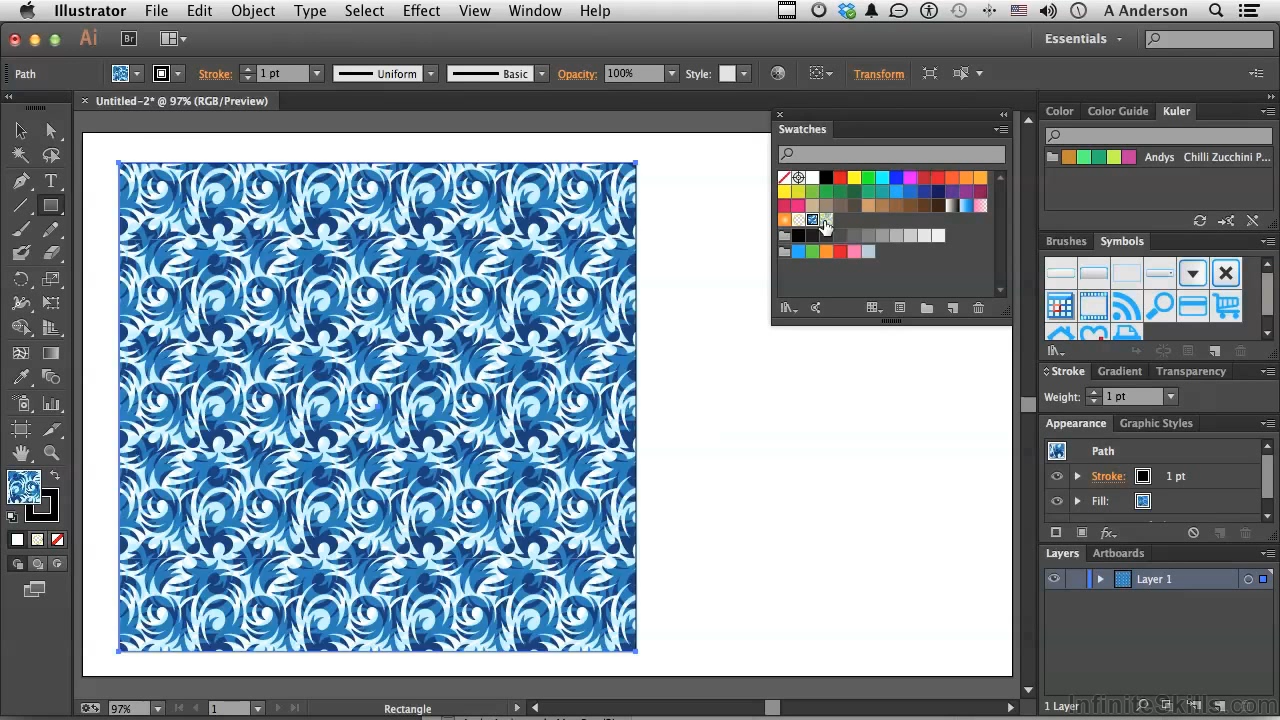 Illustrator File Edit Object Type Select Effect View Window Help A Anderson
Ai Br Essentials
Path Stroke: 1 pt Uniform Basic Opacity: 100% Style: Transform
Untitled-2* @ 97% (RGB/Preview)
Swatches
Color Color Guide Kuler
Andys Chilli Zucchini P...
Brushes Symbols
Stroke Gradient Transparency
Weight: 1 pt
Appearance Graphic Styles
Path
Stroke: 1 pt
Fill:
fx
Layers Artboards
Layer 1
97% 1 Rectangle
1 Layer
InfiniteSkills.com